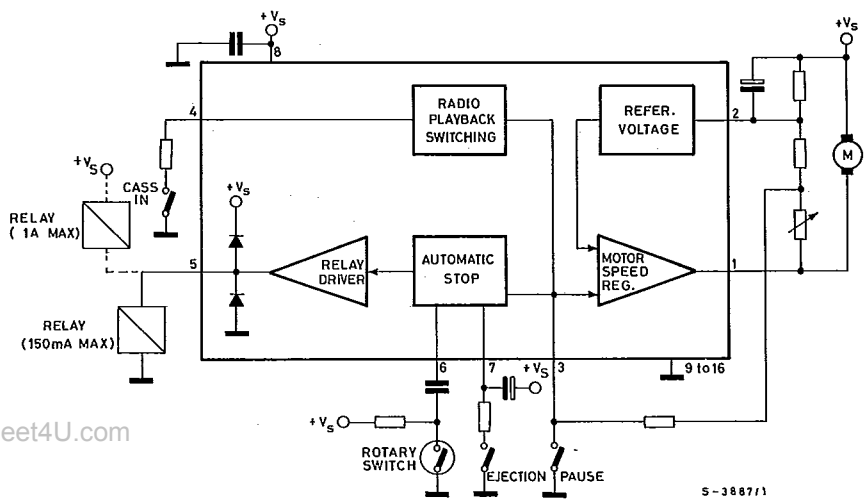 +Vs
+Vs
8
4
RADIO
PLAYBACK
SWITCHING
REFER.
VOLTAGE
2
M
+Vs
CASS
IN
+Vs
RELAY
( 1A MAX)
5
RELAY
DRIVER
AUTOMATIC
STOP
MOTOR
SPEED
REG.
1
RELAY
(150mA MAX)
6
7
+Vs
3
9 to 16
+Vs
eet4U.com
ROTARY
SWITCH
EJECTION
PAUSE
S-3887/1